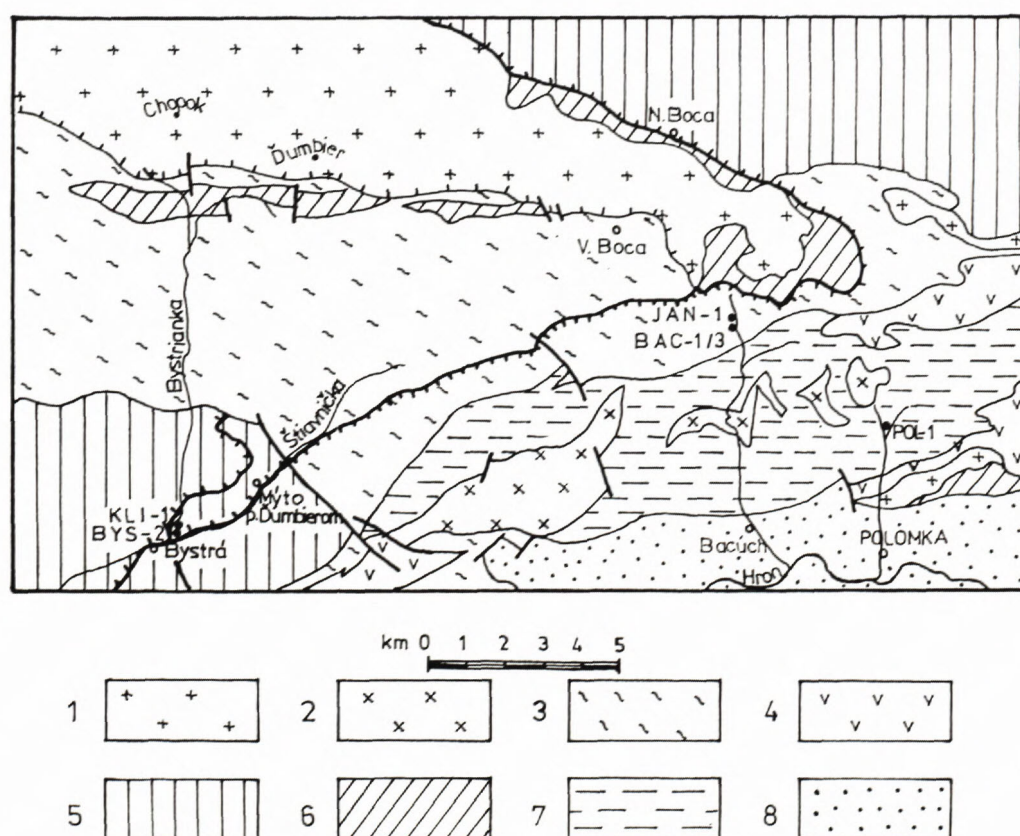 Chopok
Ďumbier
N.Boca
V. Boca
Bystrianka
JAN-1
BAC-1/3
Štiavnička
POL-1
Mýto
p.Ďumbierom
KLI-1
BYS-2
Bystrá
Bacúch
POLOMKA
Hron
km 0 1 2 3 4 5
1 2 3 4
5 6 7 8